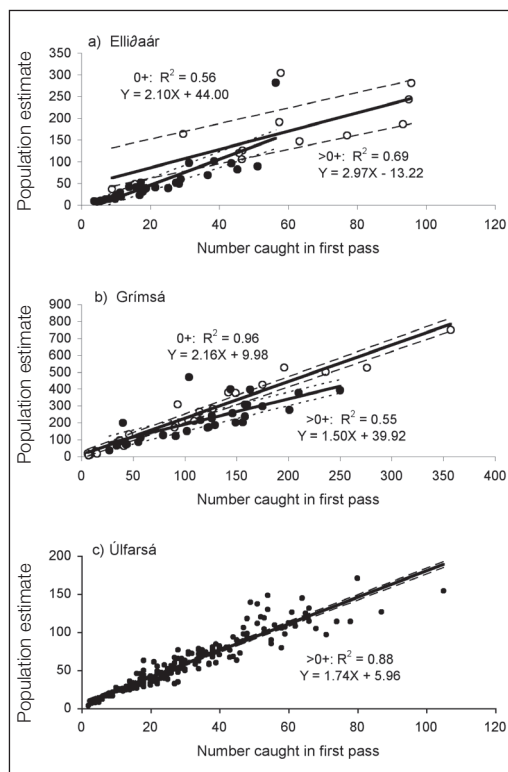 a) Elli∂aár
350
300
250
200
150
100
50
0
0+: R² = 0.56
Y = 2.10X + 44.00
>0+: R² = 0.69
Y = 2.97X - 13.22
Population estimate
0 20 40 60 80 100 120
Number caught in first pass
b) Grímsá
900
800
700
600
500
400
300
200
100
0
0+: R² = 0.96
Y = 2.16X + 9.98
>0+: R² = 0.55
Y = 1.50X + 39.92
Population estimate
0 50 100 150 200 250 300 350 400
Number caught in first pass
c) Úlfarsá
200
150
100
50
0
>0+: R² = 0.88
Y = 1.74X + 5.96
Population estimate
0 20 40 60 80 100 120
Number caught in first pass